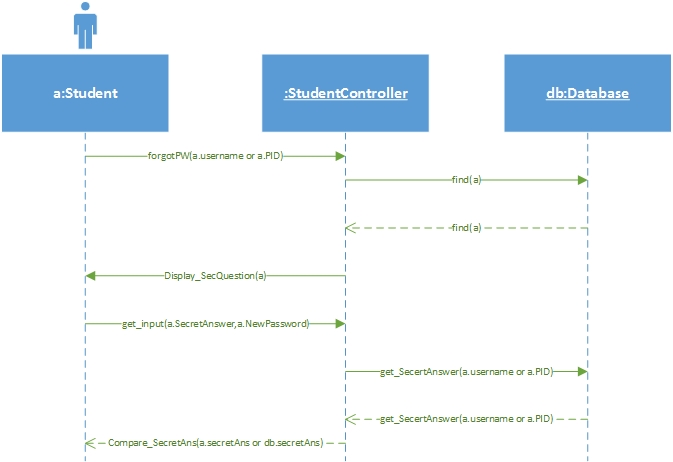 a:Student
:StudentController
db:Database
forgotPW(a.username or a.PID)
find(a)
find(a)
Display_SecQuestion(a)
get_input(a.SecretAnswer,a.NewPassword)
get_SecertAnswer(a.username or a.PID)
get_SecertAnswer(a.username or a.PID)
Compare_SecretAns(a.secretAns or db.secretAns)